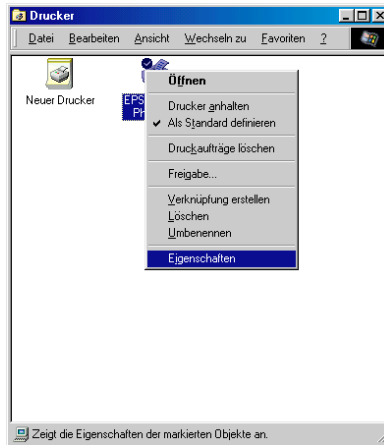 Drucker
Datei Bearbeiten Ansicht Wechseln zu Favoriten ?
Neuer Drucker
EPS
Ph
Öffnen
Drucker anhalten
Als Standard definieren
Druckaufträge löschen
Freigabe...
Verknüpfung erstellen
Löschen
Umbenennen
Eigenschaften
Zeigt die Eigenschaften der markierten Objekte an.